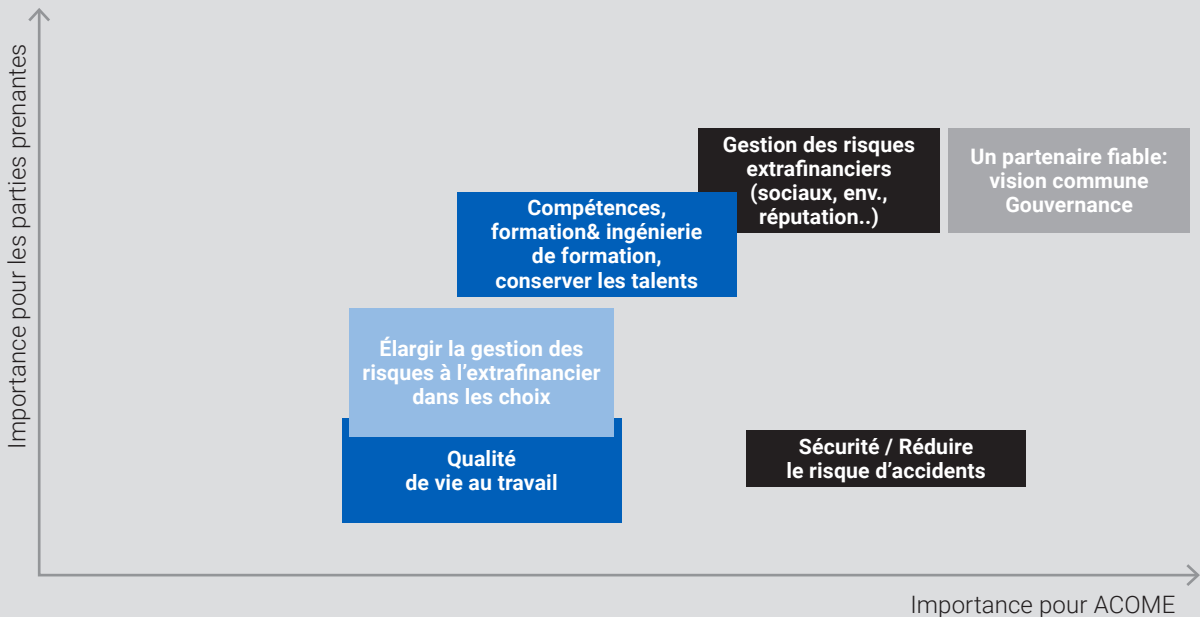 Importance pour les parties prenantes
Gestion des risques
extrafinanciers
(sociaux, env.,
réputation..)
Un partenaire fiable:
vision commune
Gouvernance
Compétences,
formation& ingénierie
de formation,
conserver les talents
Élargir la gestion des
risques à l’extrafinancier
dans les choix
Qualité
de vie au travail
Sécurité / Réduire
le risque d’accidents
Importance pour ACOME